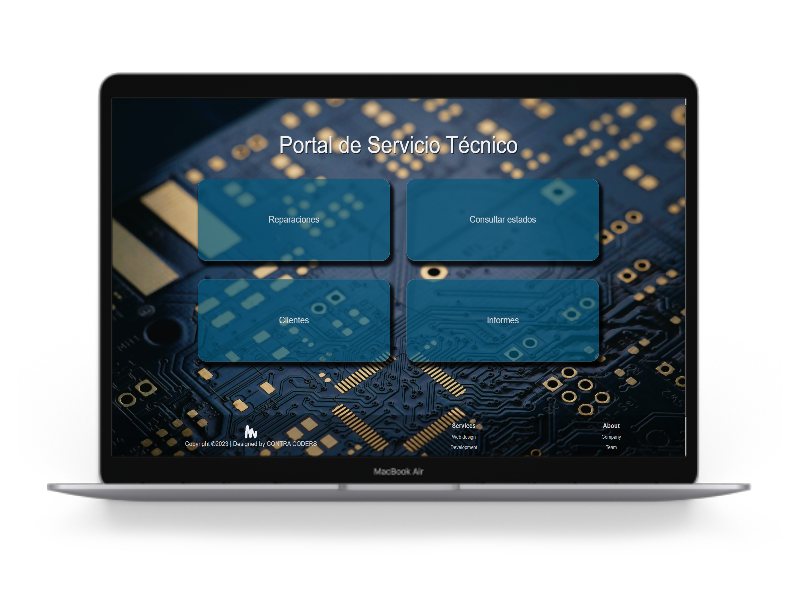 Portal de Servicio Técnico
Reparaciones
Consultar estados
Clientes
Informes
Copyright ©2023 | Designed by CONTRA CODERS
Services
Web design
Development
About
Company
Team
MacBook Air